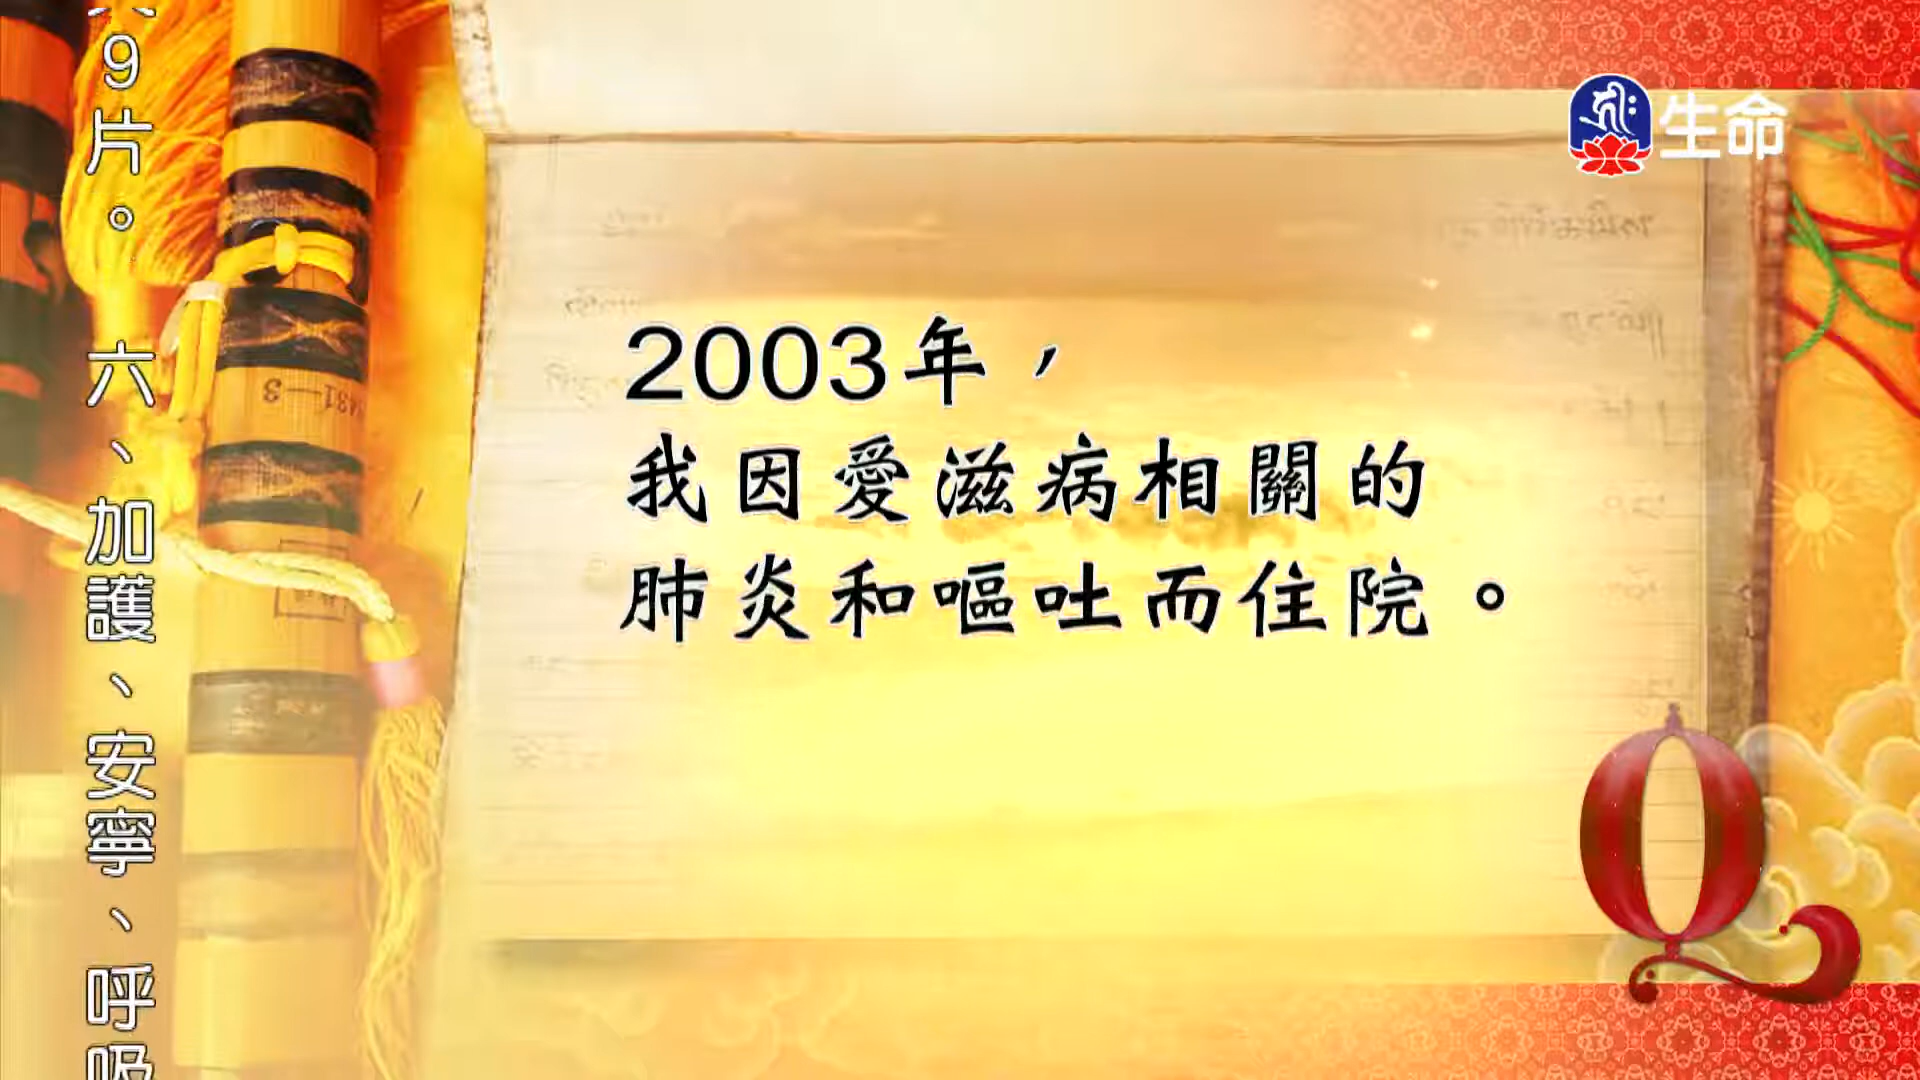 2003年，
我因愛滋病相關的
肺炎和嘔吐而住院。
生命
9片。六、加護、安寧、呼吸
Q